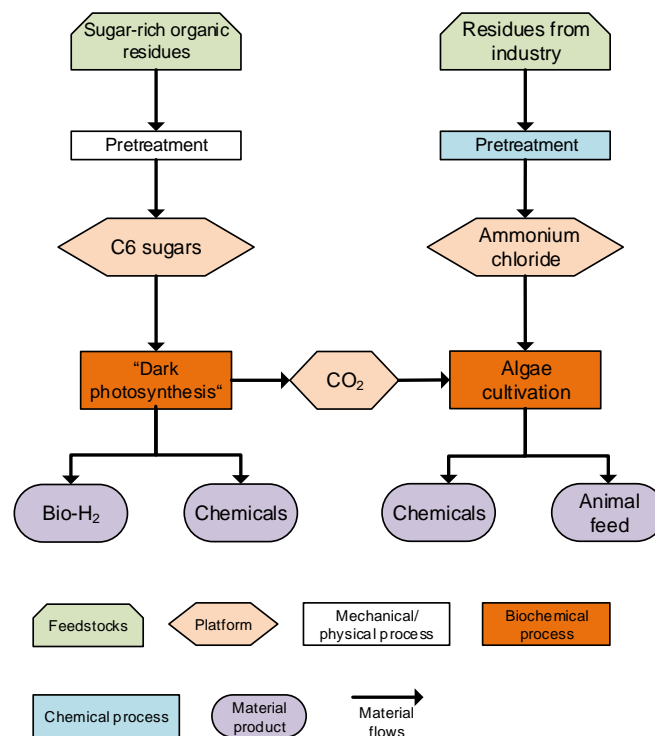 Sugar-rich organic
residues
Residues from
industry
Pretreatment
Pretreatment
C6 sugars
Ammonium
chloride
“Dark
photosynthesis“
CO₂
Algae
cultivation
Bio-H₂
Chemicals
Chemicals
Animal
feed
Feedstocks
Platform
Mechanical/
physical process
Biochemical
process
Chemical process
Material
product
Material
flows